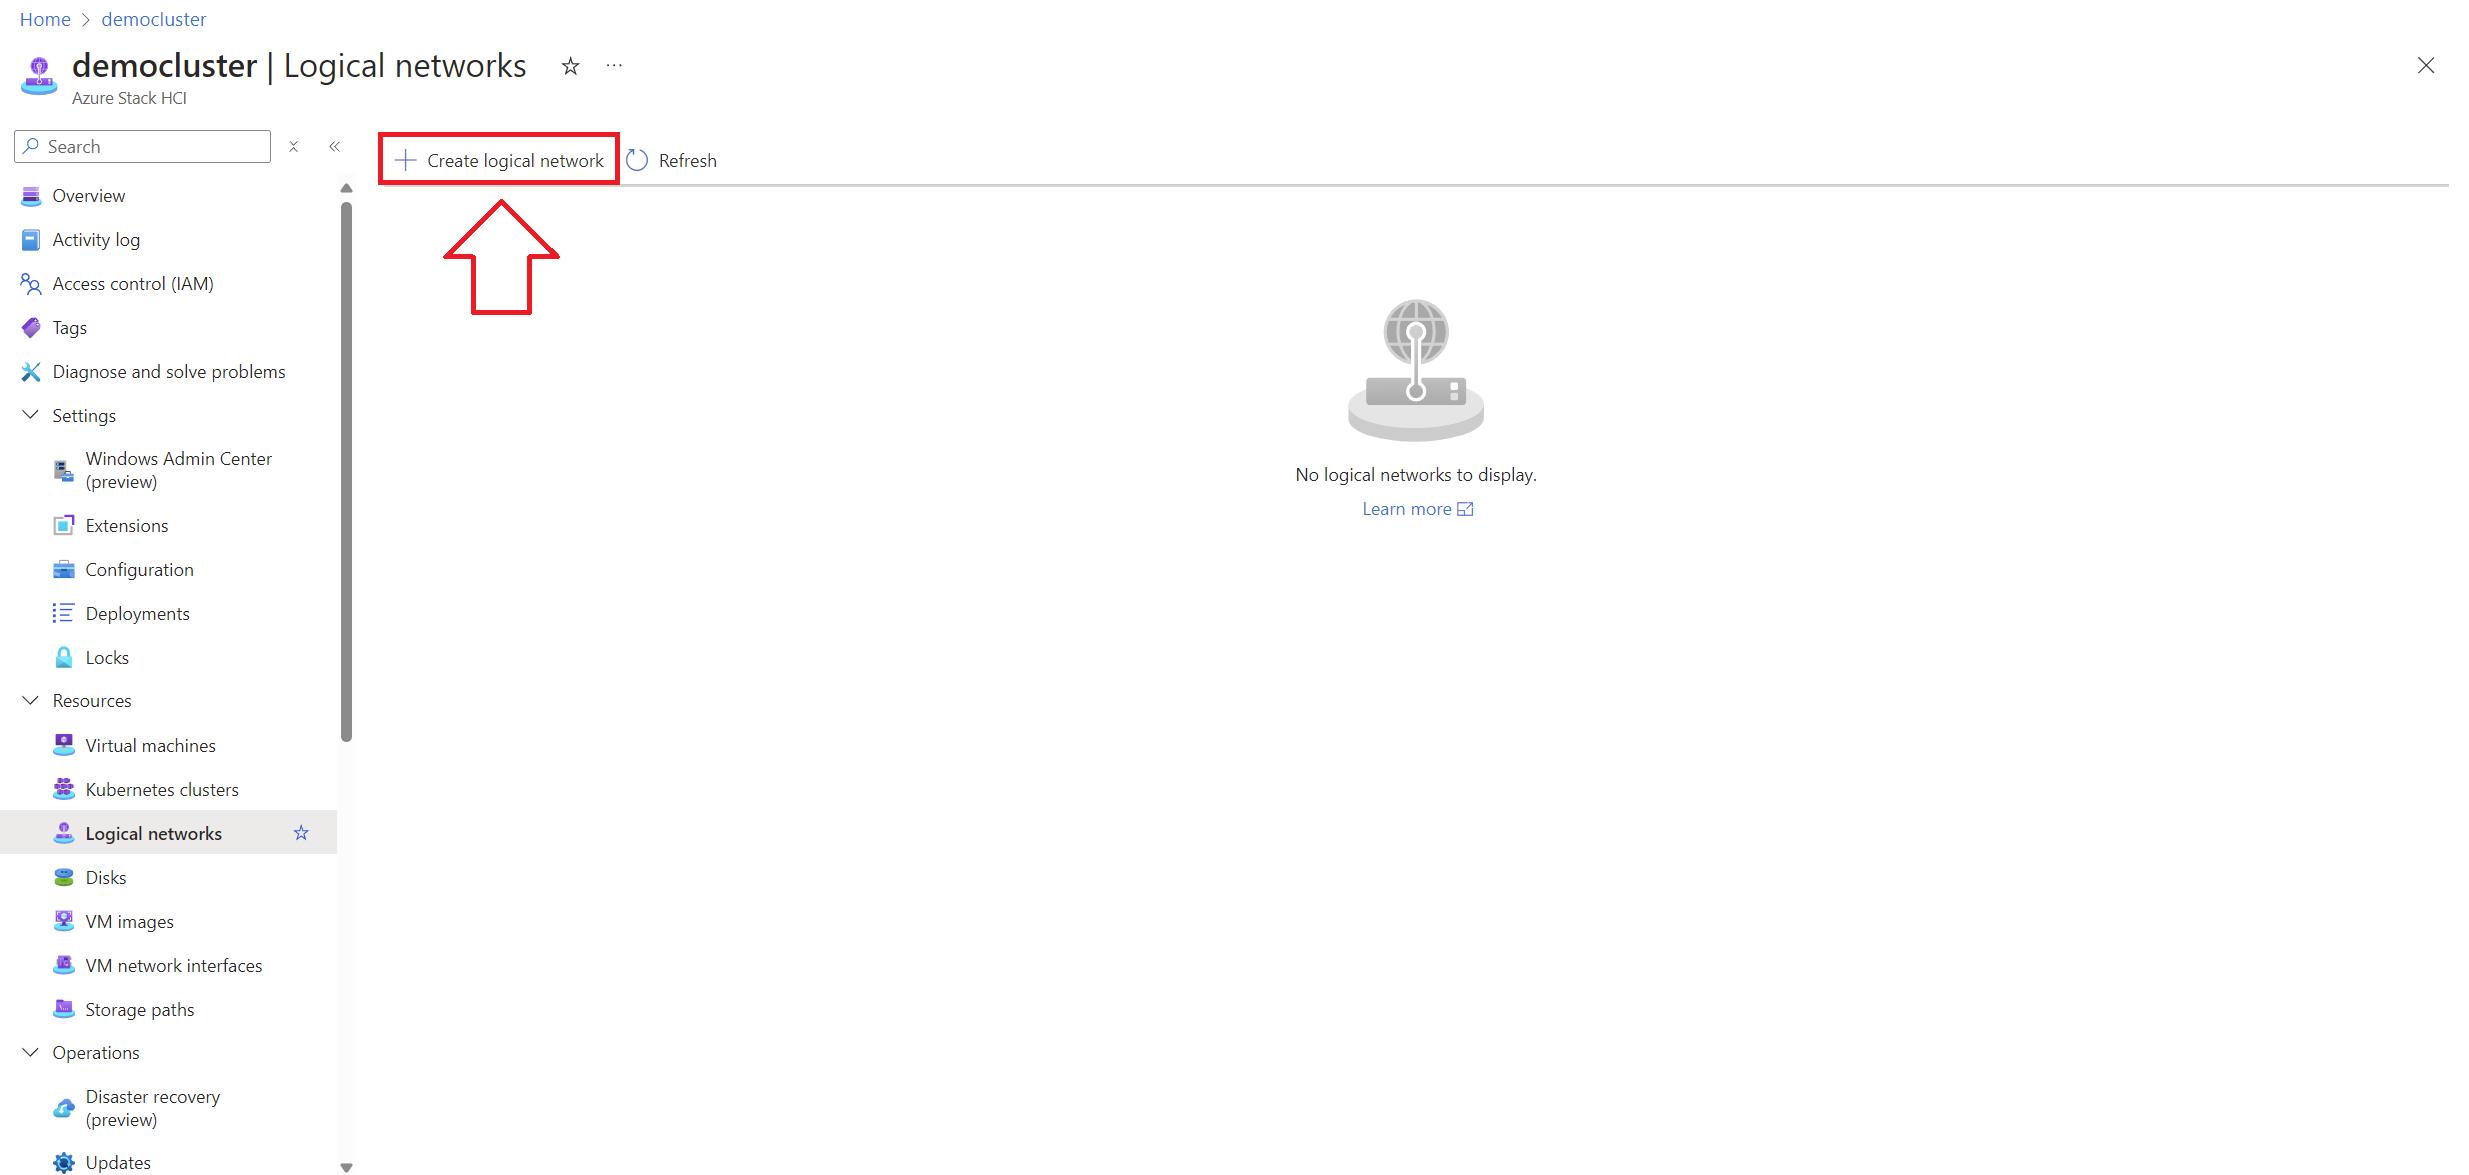 Home > democluster
democluster | Logical networks
Azure Stack HCI
Search
Create logical network
Refresh
Overview
Activity log
Access control (IAM)
Tags
Diagnose and solve problems
Settings
Windows Admin Center
(preview)
Extensions
Configuration
Deployments
Locks
Resources
Virtual machines
Kubernetes clusters
Logical networks
Disks
VM images
VM network interfaces
Storage paths
Operations
Disaster recovery
(preview)
Updates
No logical networks to display.
Learn more